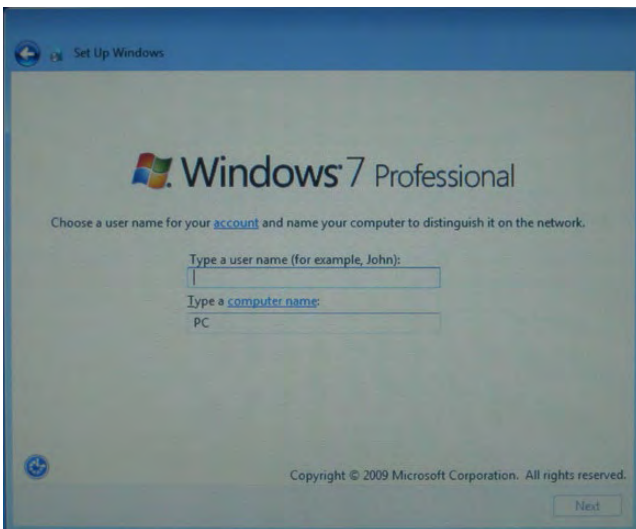 Set Up Windows
Windows 7 Professional
Choose a user name for your account and name your computer to distinguish it on the network.
Type a user name (for example, John):
Type a computer name:
PC
Copyright © 2009 Microsoft Corporation. All rights reserved.
Next